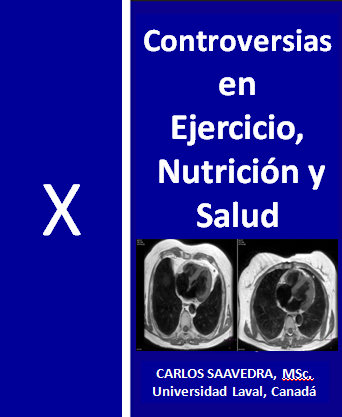 X
Controversias
en
Ejercicio,
Nutrición y
Salud
CARLOS SAAVEDRA, MSc.
Universidad Laval, Canadá